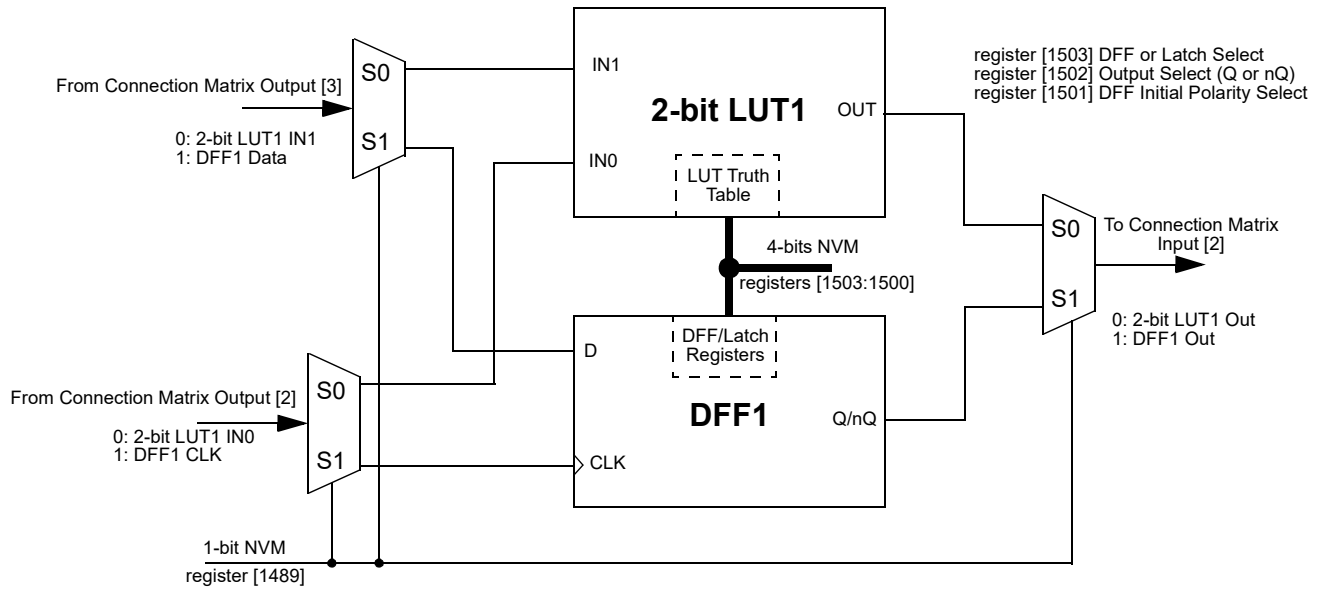 From Connection Matrix Output [3]
0: 2-bit LUT1 IN1
1: DFF1 Data
S0
S1
IN1
2-bit LUT1
OUT
IN0
LUT Truth
Table
register [1503] DFF or Latch Select
register [1502] Output Select (Q or nQ)
register [1501] DFF Initial Polarity Select
4-bits NVM
registers [1503:1500]
S0
S1
To Connection Matrix
Input [2]
0: 2-bit LUT1 Out
1: DFF1 Out
DFF/Latch
Registers
D
DFF1
Q/nQ
CLK
From Connection Matrix Output [2]
0: 2-bit LUT1 IN0
1: DFF1 CLK
S0
S1
1-bit NVM
register [1489]